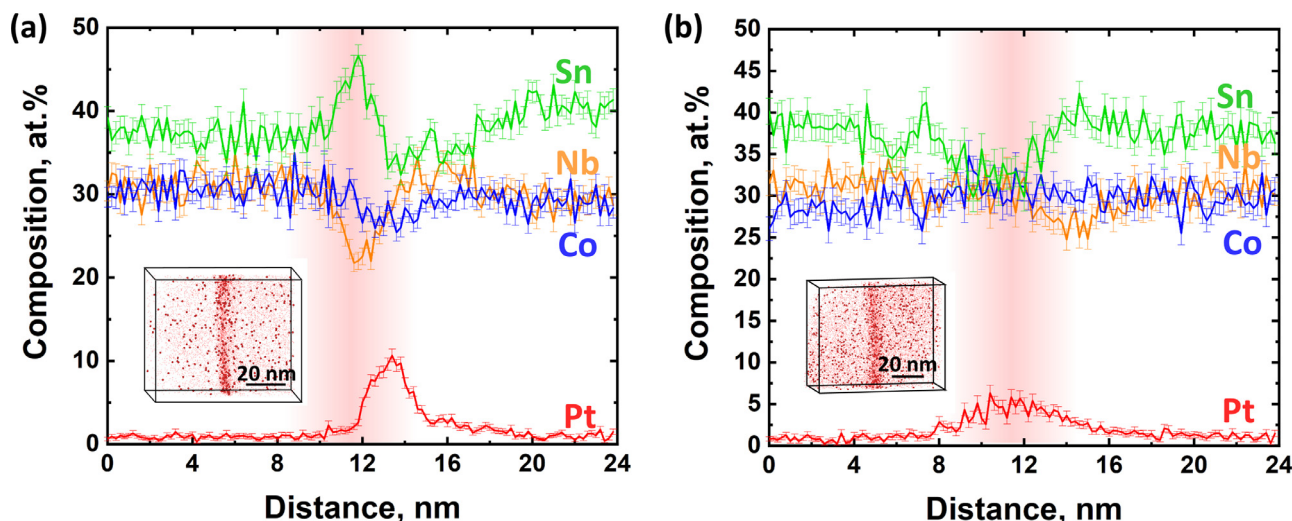 (a)
Composition, at.%
50
40
30
20
10
0
Sn
Nb
Co
Pt
20 nm
0 4 8 12 16 20 24
Distance, nm
(b)
Composition, at.%
50
45
40
35
30
25
20
15
10
5
0
Sn
Nb
Co
Pt
20 nm
0 4 8 12 16 20 24
Distance, nm